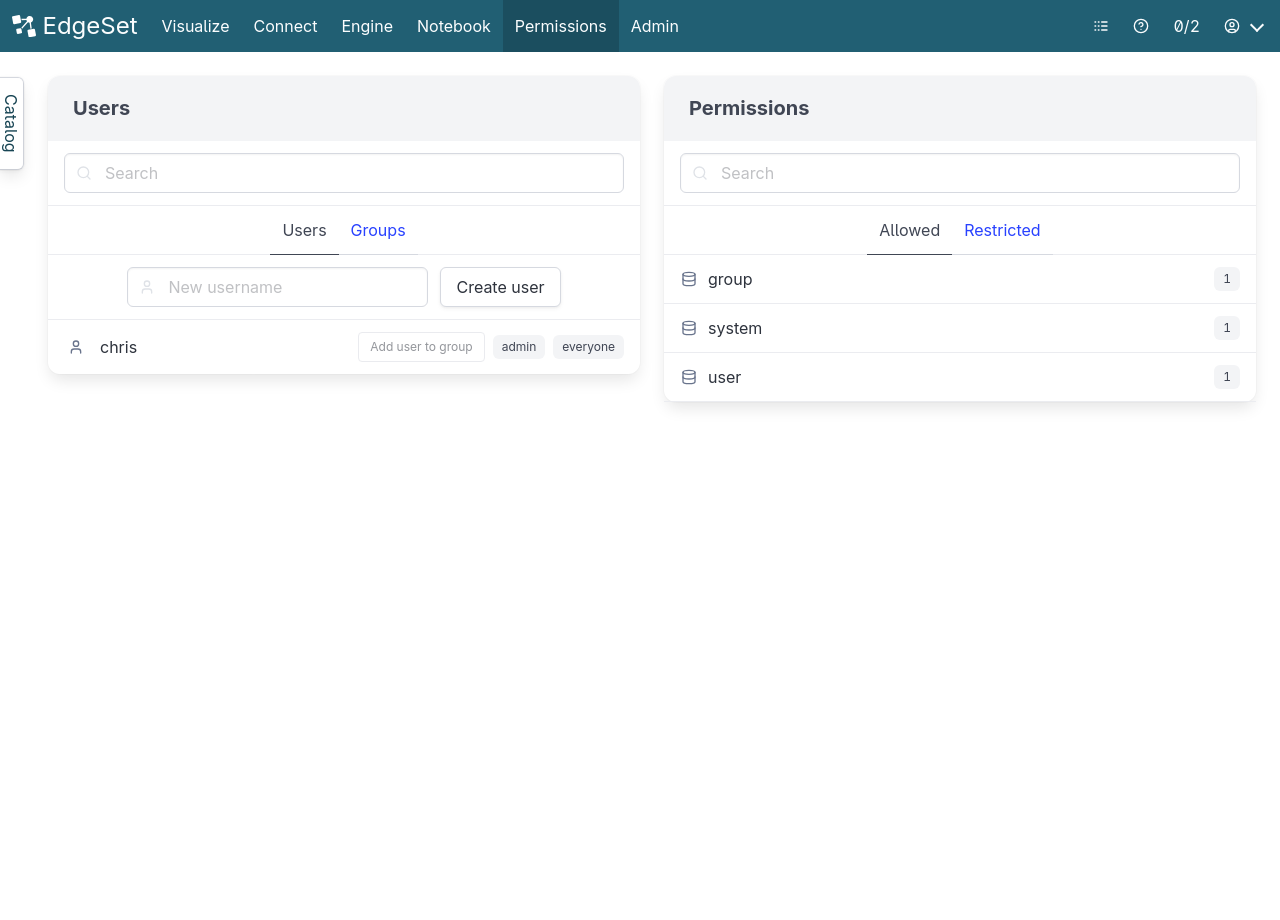 EdgeSet Visualize Connect Engine Notebook Permissions Admin 0/2
Catalog
Users
Search
Users Groups
New username Create user
chris Add user to group admin everyone
Permissions
Search
Allowed Restricted
group 1
system 1
user 1